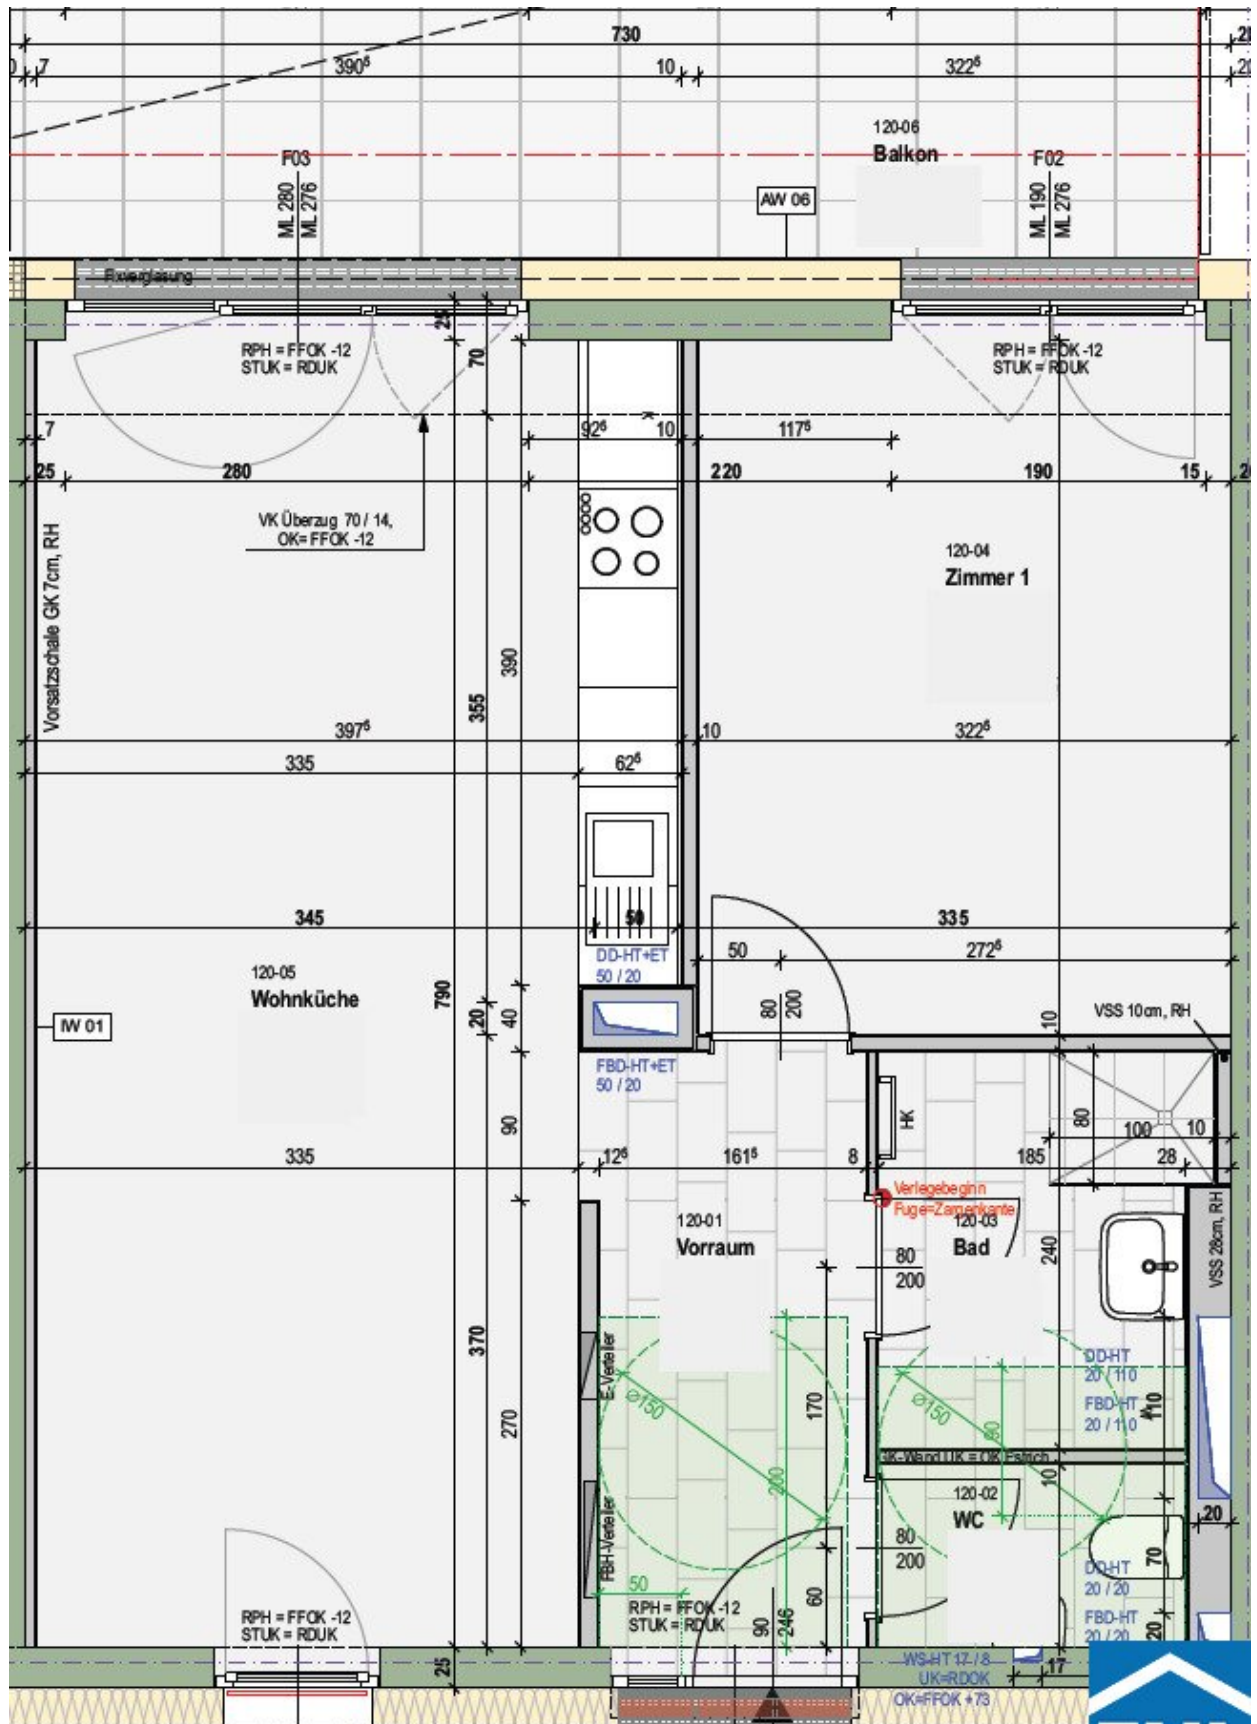 730
7
390⁵
10
322⁵
20
120-06
Balkon
F03
F02
ML 280
ML 276
AW 06
ML 190
ML 276
Fixverglasung
25
70
RPH = FFOK -12
STUK = RDUK
RPH = FFOK -12
STUK = RDUK
7
92⁵
10
117⁵
25
280
220
190
15
VK Überzug 70 / 14,
OK= FFOK -12
Vorsatzschale GK 7cm, RH
120-04
Zimmer 1
390
355
397⁵
10
322⁵
335
62⁵
345
50
335
DD-HT+ET
50 / 20
50
272⁵
120-05
Wohnküche
790
20
40
80
200
10
VSS 10cm, RH
IW 01
FBD-HT+ET
50 / 20
90
HK
80
100
10
335
12⁵
161⁵
8
185
28
Verlegebeginn
Fuge=Zargenkante
120-01
Vorraum
120-03
Bad
80
200
240
VSS 28cm, RH
370
270
E-Verteiler
Ø150
200
170
Ø150
80
DD-HT
20 / 110
FBD-HT
20 / 110
110
GK-Wand UK = OK Estrich
10
120-02
WC
80
200
20
70
FBH-Verteiler
50
RPH = FFOK -12
STUK = RDUK
RPH = FFOK -12
STUK = RDUK
90
246
60
DD-HT
20 / 20
FBD-HT
20 / 20
20
25
WS-HT 17 / 8
UK=RDOK
OK=FFOK +73
17